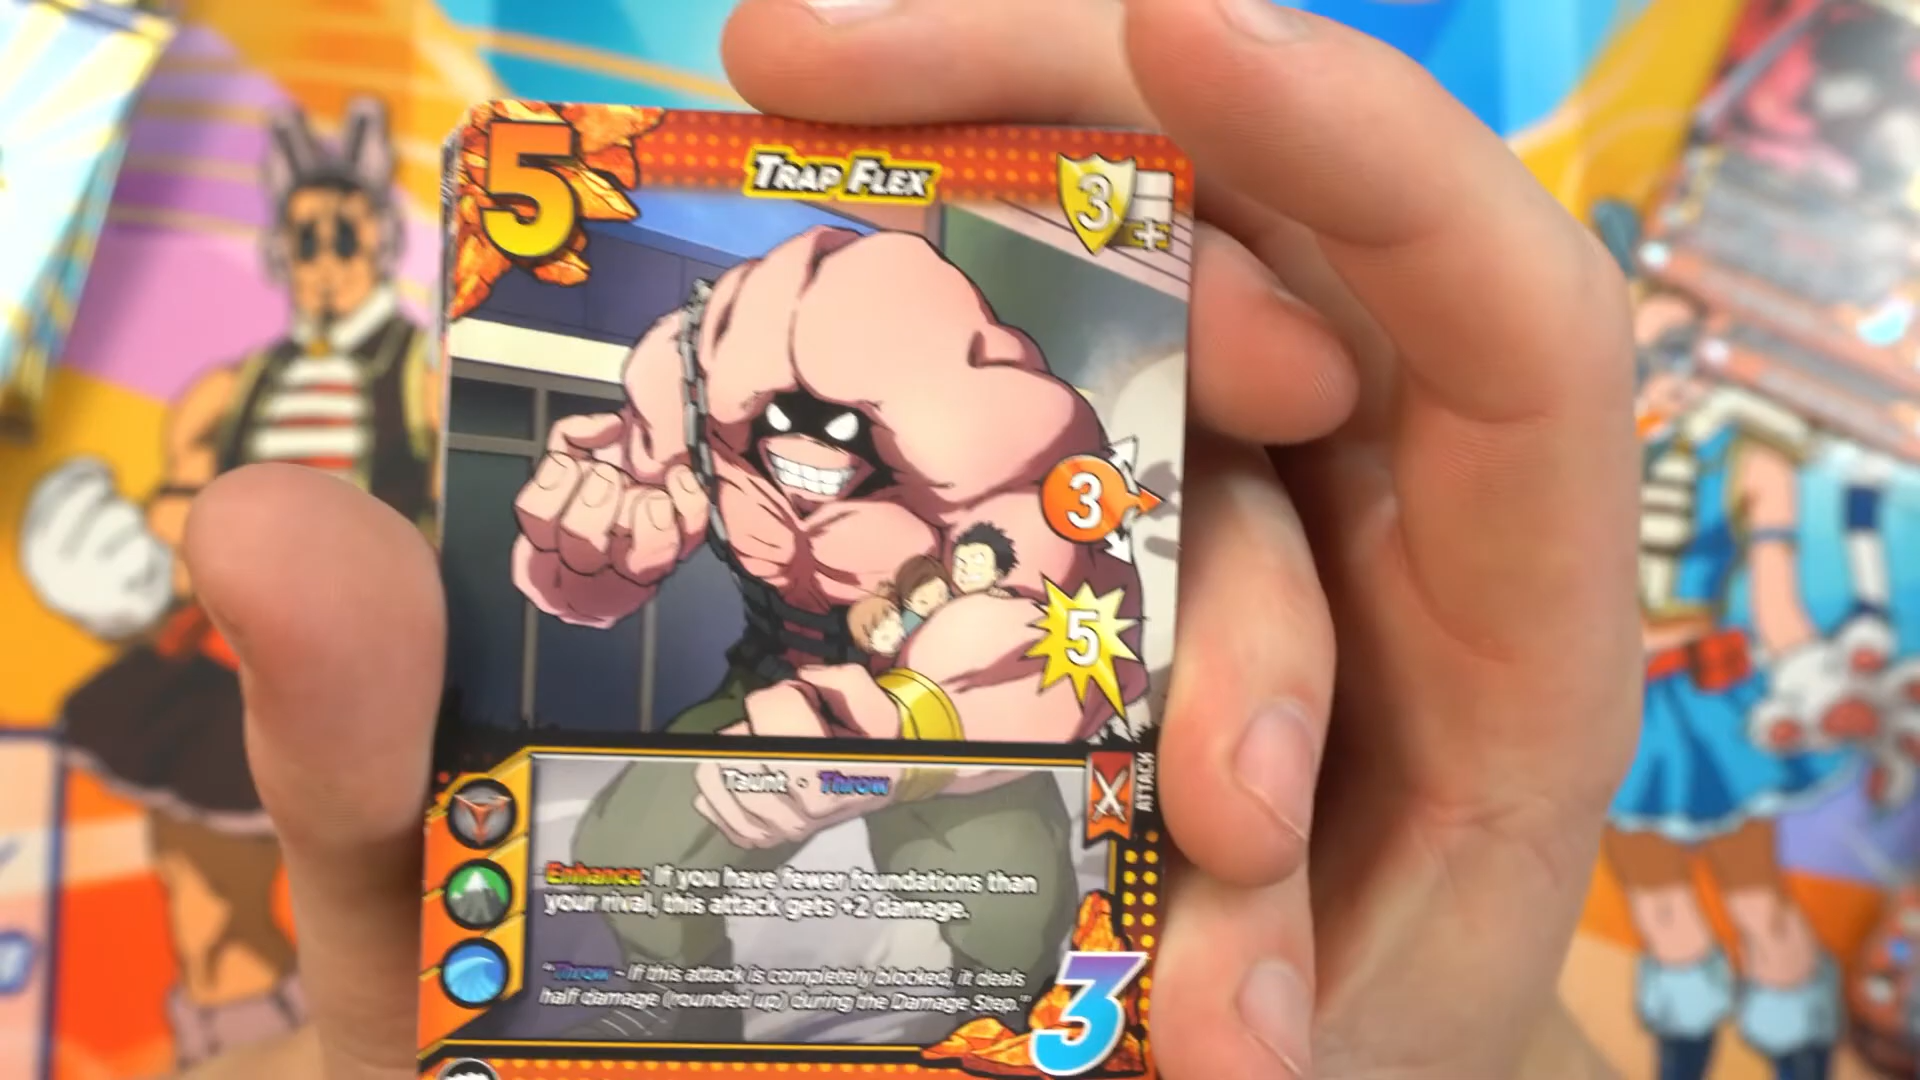 5
TRAP FLEX
3
+
3
5
Taunt • Throw
ATTACK
Enhance: If you have fewer foundations than
your rival, this attack gets +2 damage.
"Throw - If this attack is completely blocked, it deals
half damage (rounded up) during the Damage Step."
3